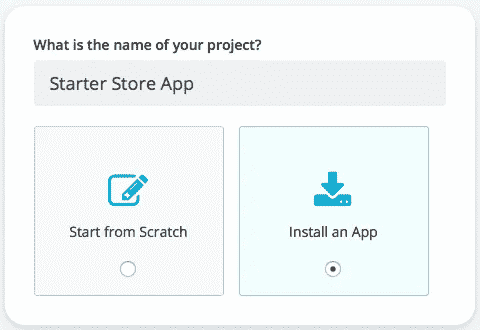 What is the name of your project?
Starter Store App
Start from Scratch
Install an App